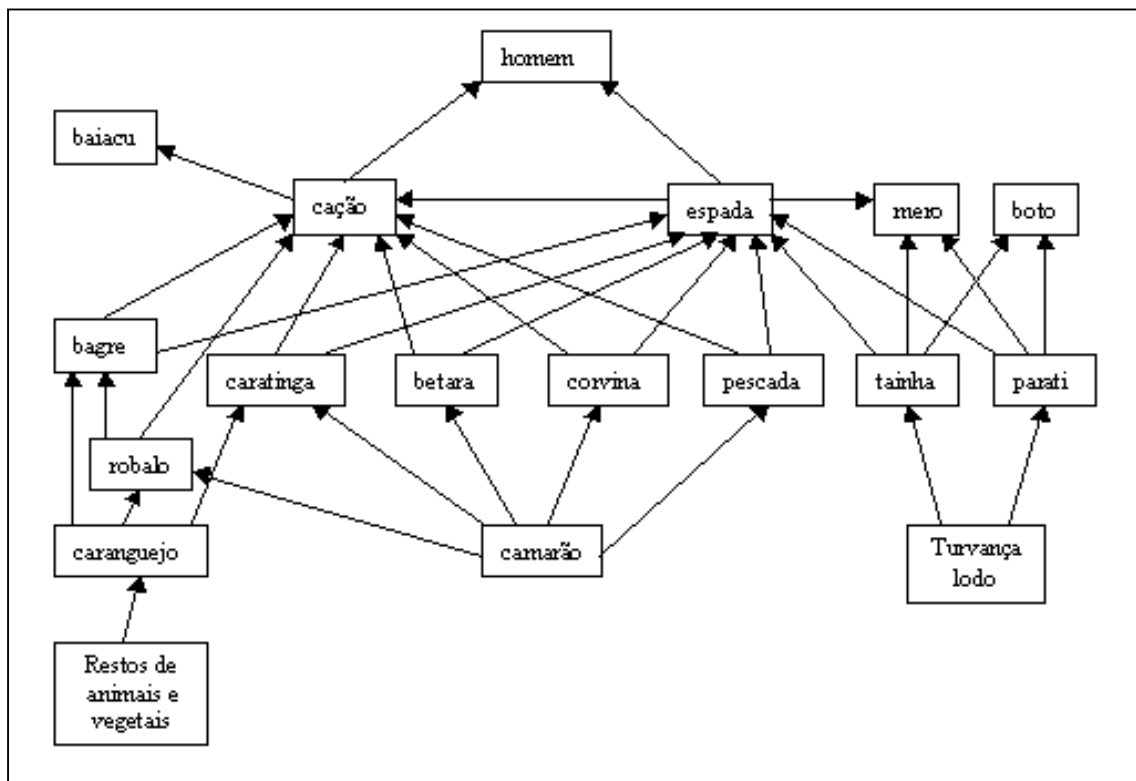 homem
baiacu
cação
espada
mero
boto
bagre
caratinga
betara
corvina
pescada
tainha
parati
robalo
caranguejo
camarão
Turvança
lodo
Restos de
animais e
vegetais